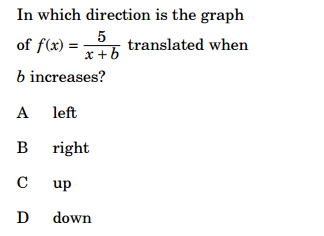 In which direction is the graph
of f(x) = 5/(x + b) translated when
b increases?
A left
B right
C up
D down